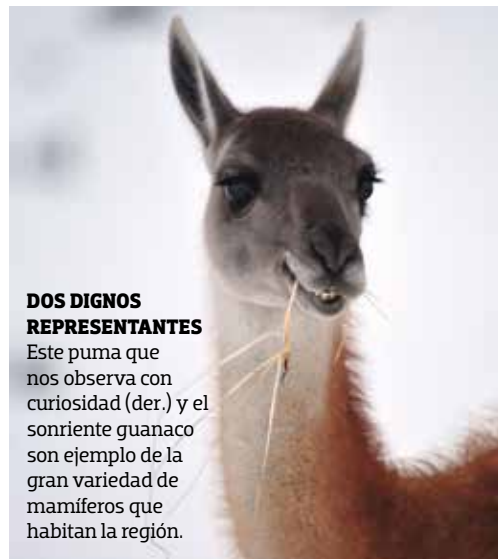 DOS DIGNOS
REPRESENTANTES
Este puma que
nos observa con
curiosidad (der.) y el
sonriente guanaco
son ejemplo de la
gran variedad de
mamíferos que
habitan la región.